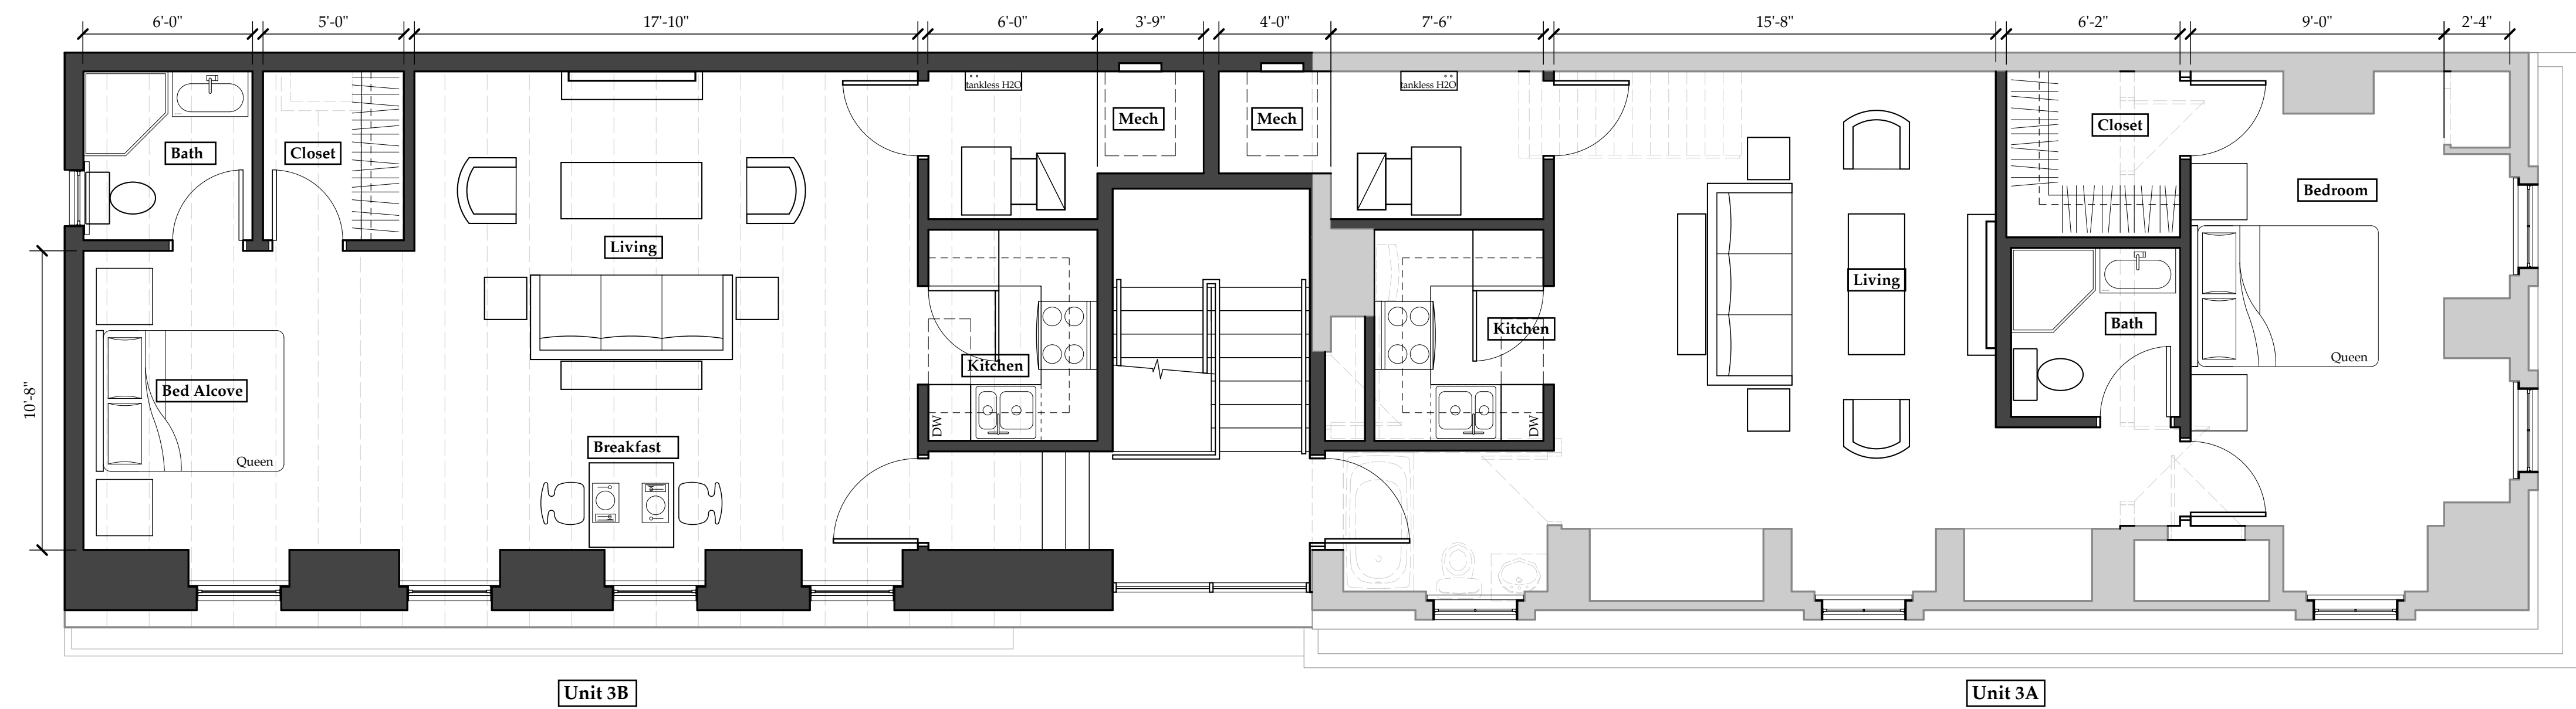 6'-0"
5'-0"
17'-10"
6'-0"
3'-9"
4'-0"
7'-6"
15'-8"
6'-2"
9'-0"
2'-4"
tankless H2O
tankless H2O
Mech
Mech
Closet
Bath
Closet
Bedroom
Living
Living
Bath
Kitchen
Queen
Kitchen
10'-8"
Bed Alcove
DW
DW
Breakfast
Queen
Unit 3B
Unit 3A